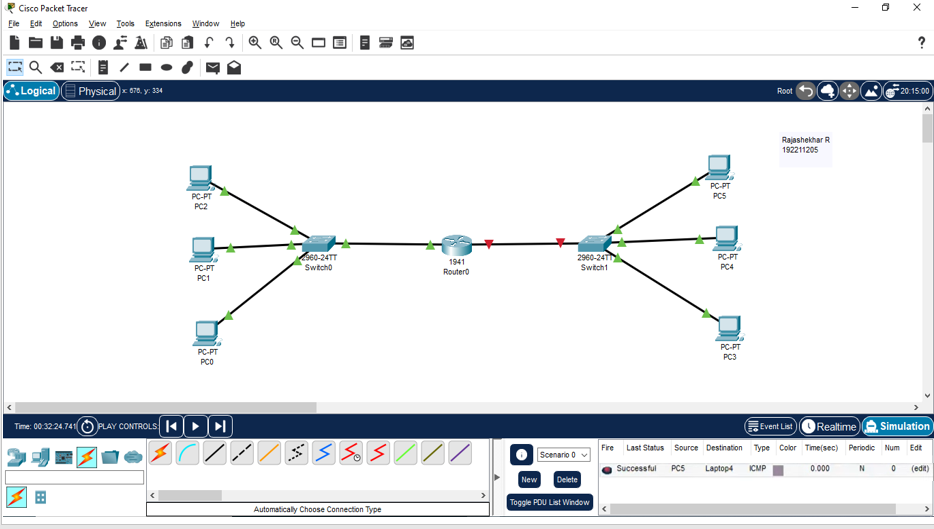 Cisco Packet Tracer
File Edit Options View Tools Extensions Window Help
?
Logical Physical x: 678, y: 334 Root 20:15:00
Rajashekhar R
192211205
PC-PT
PC2
PC-PT
PC5
PC-PT
PC1
2960-24TT
Switch0
1941
Router0
2960-24TT
Switch1
PC-PT
PC4
PC-PT
PC0
PC-PT
PC3
Time: 00:32:24.741 PLAY CONTROLS: Event List Realtime Simulation
Scenario 0
New Delete
Toggle PDU List Window
Fire Last Status Source Destination Type Color Time(sec) Periodic Num Edit
Successful PC5 Laptop4 ICMP 0.000 N 0 (edit)
Automatically Choose Connection Type